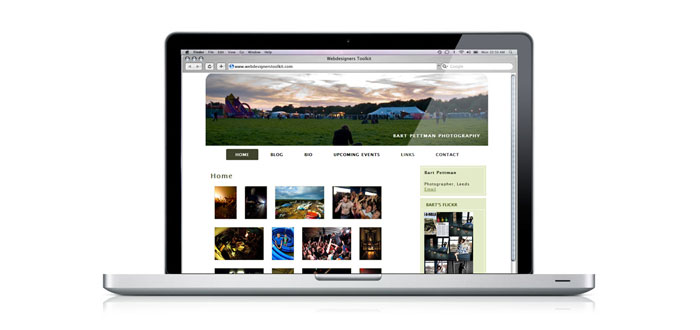 Finder File Edit View Go Window Help
Webdesigners Toolkit
www.webdesignerstoolkit.com
Google
BART PETTMAN PHOTOGRAPHY
HOME BLOG BIO UPCOMING EVENTS LINKS CONTACT
Home
Bart Pettman
Photographer, Leeds
BART'S FLICKR